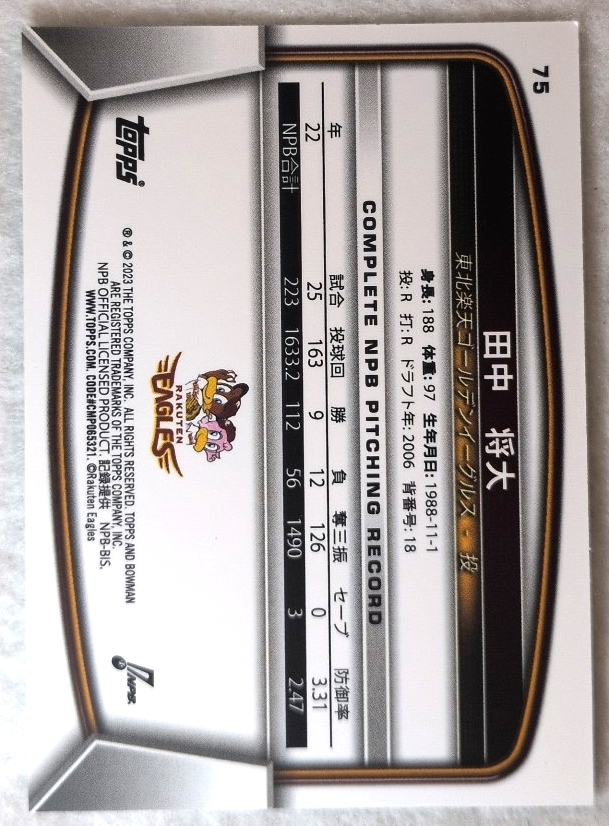 75
田中 将大
東北楽天ゴールデンイーグルス - 投
身長: 188 体重: 97 生年月日: 1988-11-1
投: R 打: R ドラフト年: 2006 背番号: 18
COMPLETE NPB PITCHING RECORD
年 試合 投球回 勝 負 奪三振 セーブ 防御率
22 25 163 9 12 126 0 3.31
NPB合計 223 1633.2 112 56 1490 3 2.47
RAKUTEN
EAGLES
topps®
® & © 2023 THE TOPPS COMPANY, INC. ALL RIGHTS RESERVED. TOPPS AND BOWMAN
ARE REGISTERED TRADEMARKS OF THE TOPPS COMPANY, INC.
NPB OFFICIAL LICENSED PRODUCT. 記録提供 NPB-BIS.
WWW.TOPPS.COM. CODE#CMP065321. ©Rakuten Eagles
NPB